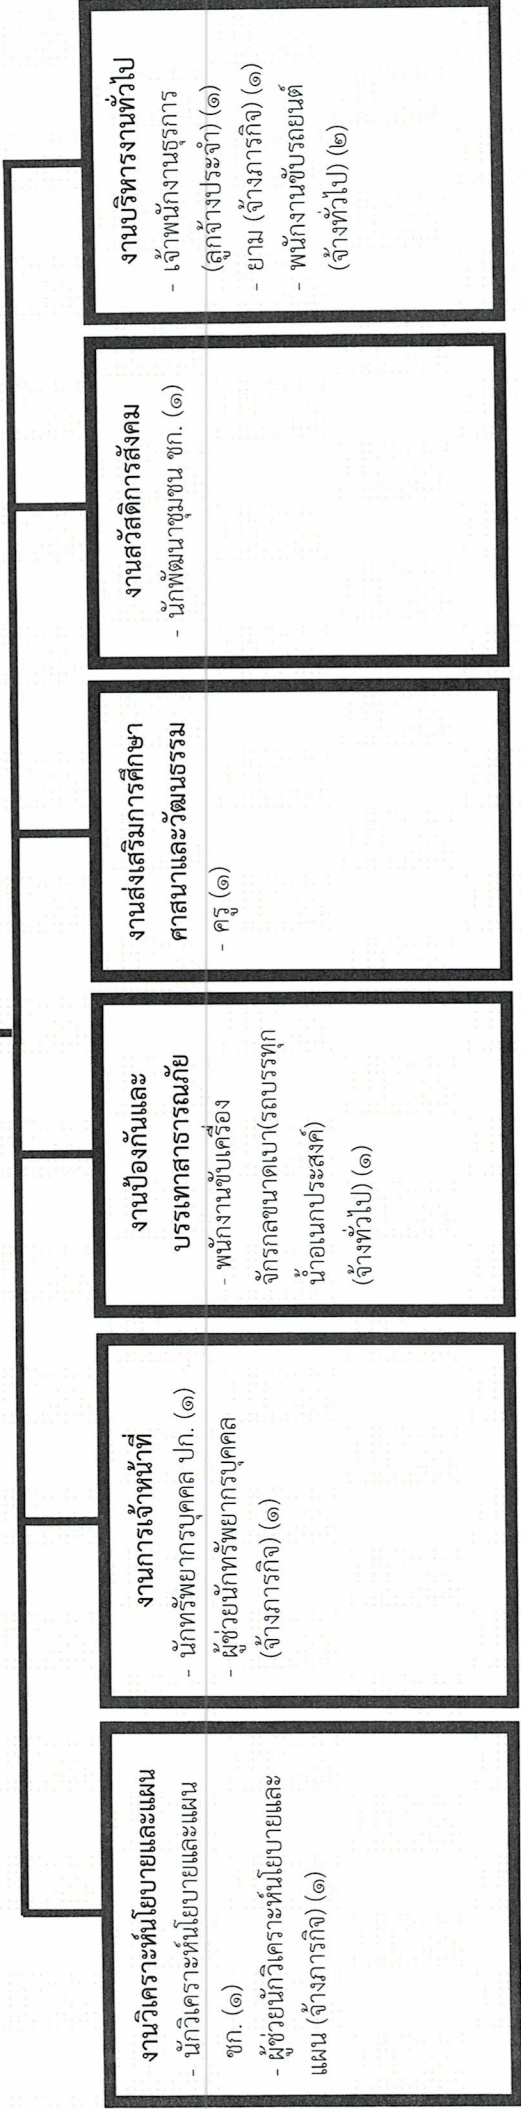 งานวิเคราะห์นโยบายและแผน
- นักวิเคราะห์นโยบายและแผน
ชก. (๑)
- ผู้ช่วยนักวิเคราะห์นโยบายและ
แผน (จ้างภารกิจ) (๑)
งานการเจ้าหน้าที่
- นักทรัพยากรบุคคล ปก. (๑)
- ผู้ช่วยนักทรัพยากรบุคคล
(จ้างภารกิจ) (๑)
งานป้องกันและ
บรรเทาสาธารณภัย
- พนักงานขับเครื่อง
จักรกลขนาดเบา(รถบรรทุก
น้ำอเนกประสงค์)
(จ้างทั่วไป) (๑)
งานส่งเสริมการศึกษา
ศาสนาและวัฒนธรรม
- ครู (๑)
งานสวัสดิการสังคม
- นักพัฒนาชุมชน ชก. (๑)
งานบริหารงานทั่วไป
- เจ้าพนักงานธุรการ
(ลูกจ้างประจำ) (๑)
- ยาม (จ้างภารกิจ) (๑)
- พนักงานขับรถยนต์
(จ้างทั่วไป) (๒)